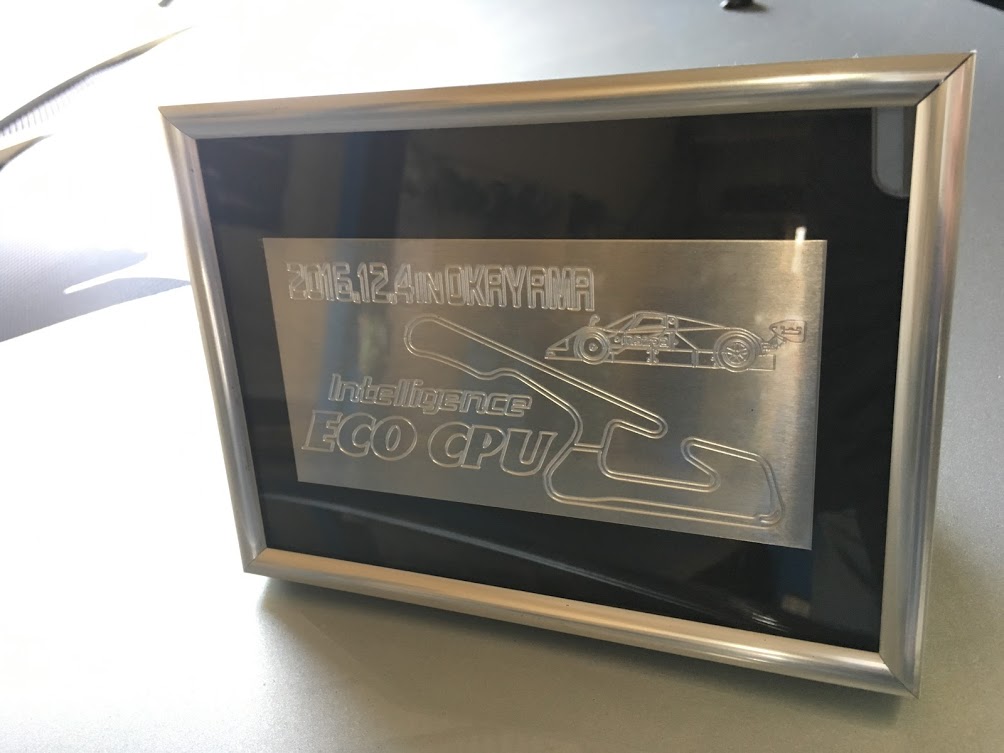 2016.12.4 IN OKAYAMA
Intelligence
ECO CPU